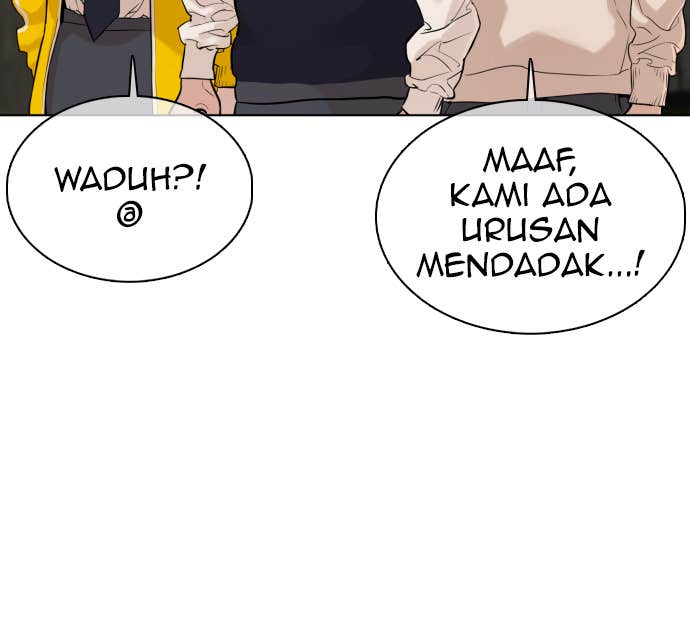 WADUH?!
@
MAAF,
KAMI ADA
URUSAN
MENDADAK...!